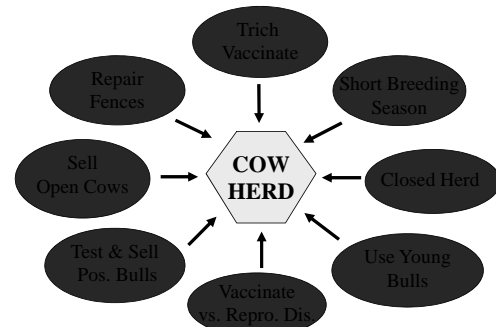 Trich
Vaccinate
Repair
Fences
Short Breeding
Season
COW
HERD
Sell
Open Cows
Closed Herd
Test & Sell
Pos. Bulls
Use Young
Bulls
Vaccinate
vs. Repro. Dis.